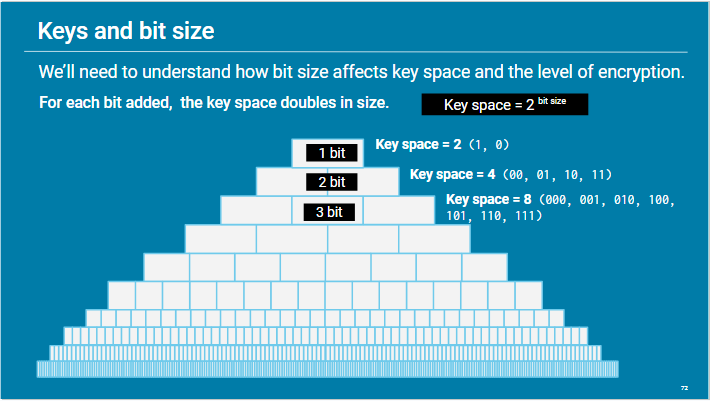 Keys and bit size
We'll need to understand how bit size affects key space and the level of encryption.
For each bit added, the key space doubles in size.
Key space = 2 bit size
1 bit
Key space = 2 (1, 0)
2 bit
Key space = 4 (00, 01, 10, 11)
3 bit
Key space = 8 (000, 001, 010, 100,
101, 110, 111)
72